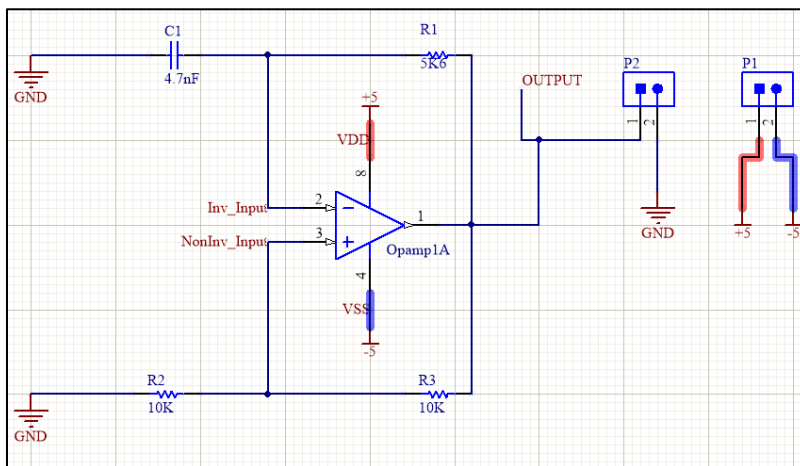 C1
4.7nF
GND
R1
5K6
OUTPUT
P2
1
2
GND
P1
1
2
+5
-5
+5
VDD
8
Inv_Input
2
NonInv_Input
3
1
Opamp1A
4
VSS
-5
R2
10K
GND
R3
10K